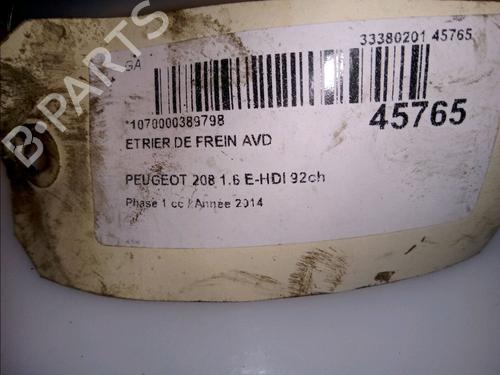 GA
33380201 45765
*1070000389798
45765
ETRIER DE FREIN AVD
PEUGEOT 208 1.6 E-HDI 92ch
Phase 1 cc / Année 2014
B-PARTS